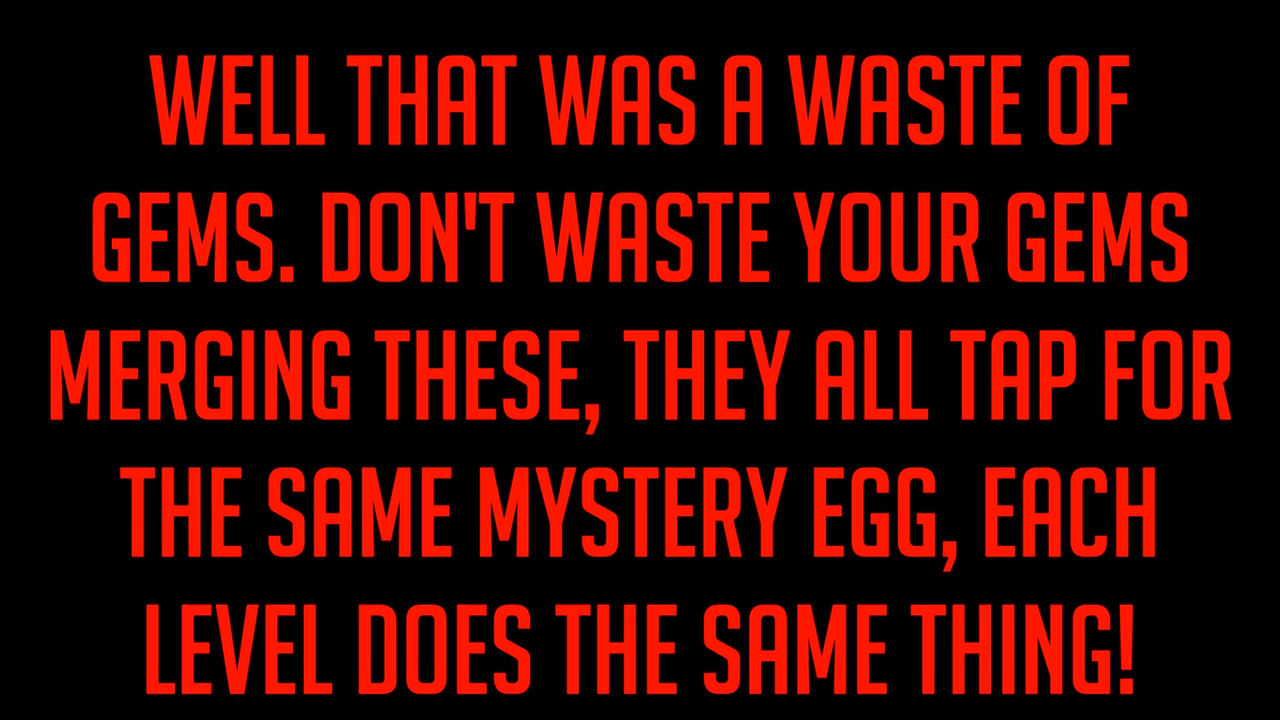 WELL THAT WAS A WASTE OF
GEMS. DON'T WASTE YOUR GEMS
MERGING THESE, THEY ALL TAP FOR
THE SAME MYSTERY EGG, EACH
LEVEL DOES THE SAME THING!